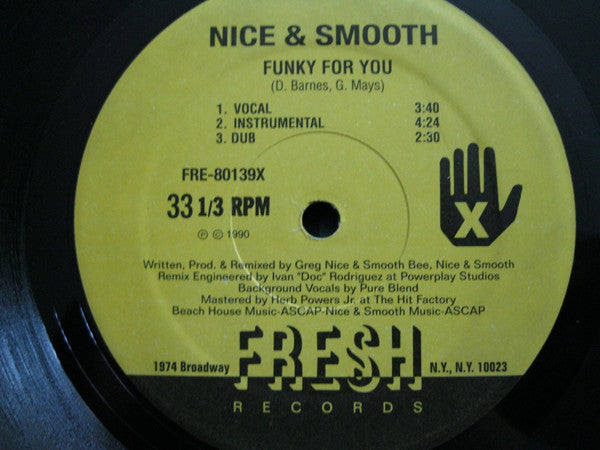 NICE & SMOOTH
FUNKY FOR YOU
(D. Barnes, G. Mays)
1. VOCAL 3:40
2. INSTRUMENTAL 4:24
3. DUB 2:30
FRE-80139X
33 1/3 RPM
X
℗ © 1990
Written, Prod. & Remixed by Greg Nice & Smooth Bee, Nice & Smooth
Remix Engineered by Ivan "Doc" Rodriguez at Powerplay Studios
Background Vocals by Pure Blend
Mastered by Herb Powers Jr. at The Hit Factory
Beach House Music-ASCAP-Nice & Smooth Music-ASCAP
1974 Broadway FRESH N.Y., N.Y. 10023
RECORDS